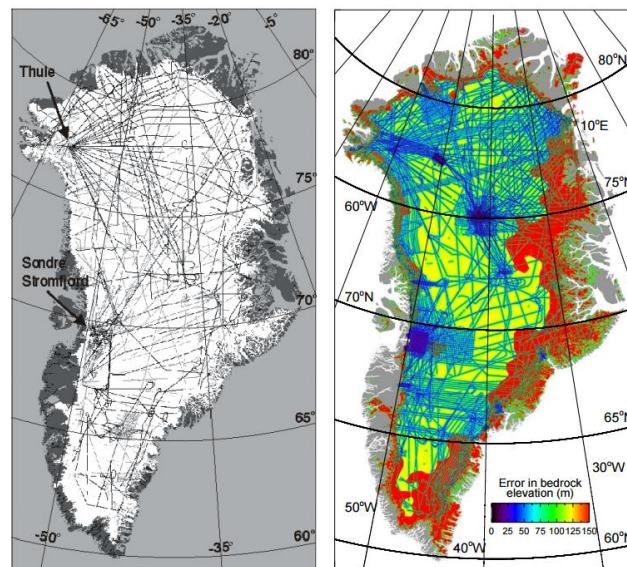 -65° -50° -35° -20° -5°
80°
Thule
75°
Sondre
Stromfjord
70°
65°
60°
-50°
-35°
80°N
10°E
75°N
60°W
70°N
65°N
30°W
Error in bedrock
elevation (m)
0 25 50 75 100 125 150
50°W
40°W
60°N